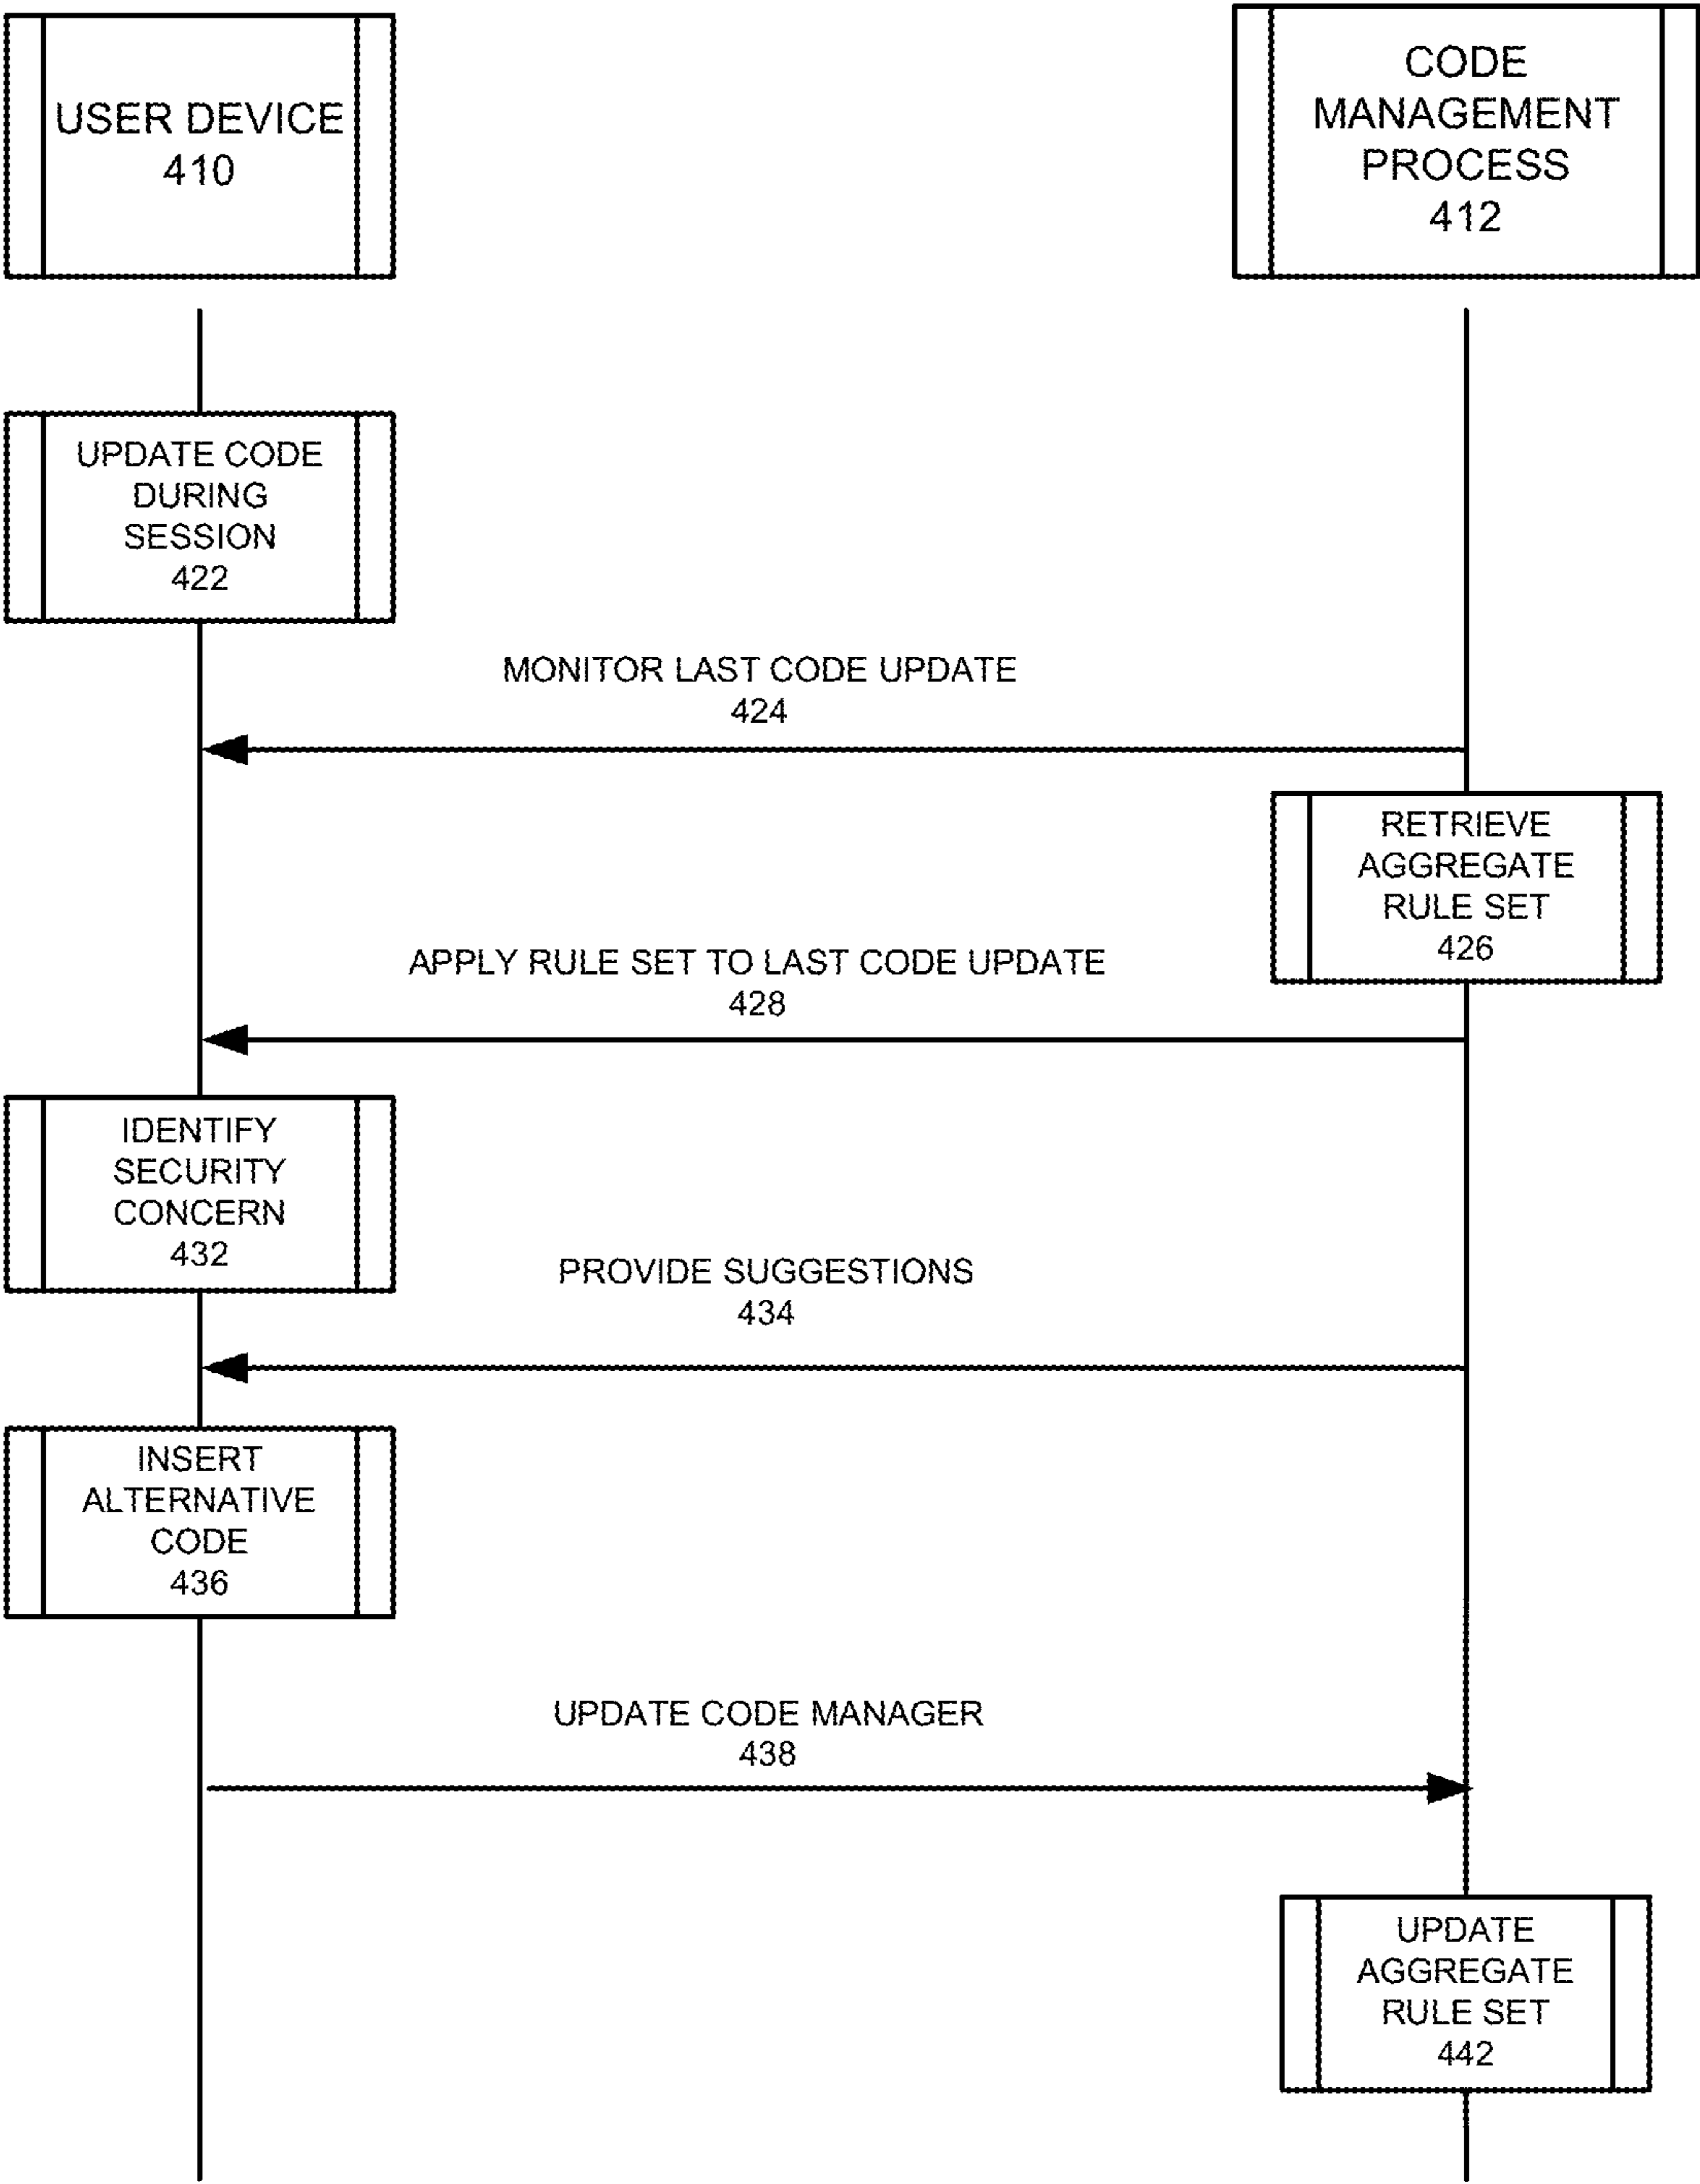 USER DEVICE
410
CODE
MANAGEMENT
PROCESS
412
UPDATE CODE
DURING
SESSION
422
MONITOR LAST CODE UPDATE
424
RETRIEVE
AGGREGATE
RULE SET
426
APPLY RULE SET TO LAST CODE UPDATE
428
IDENTIFY
SECURITY
CONCERN
432
PROVIDE SUGGESTIONS
434
INSERT
ALTERNATIVE
CODE
436
UPDATE CODE MANAGER
438
UPDATE
AGGREGATE
RULE SET
442